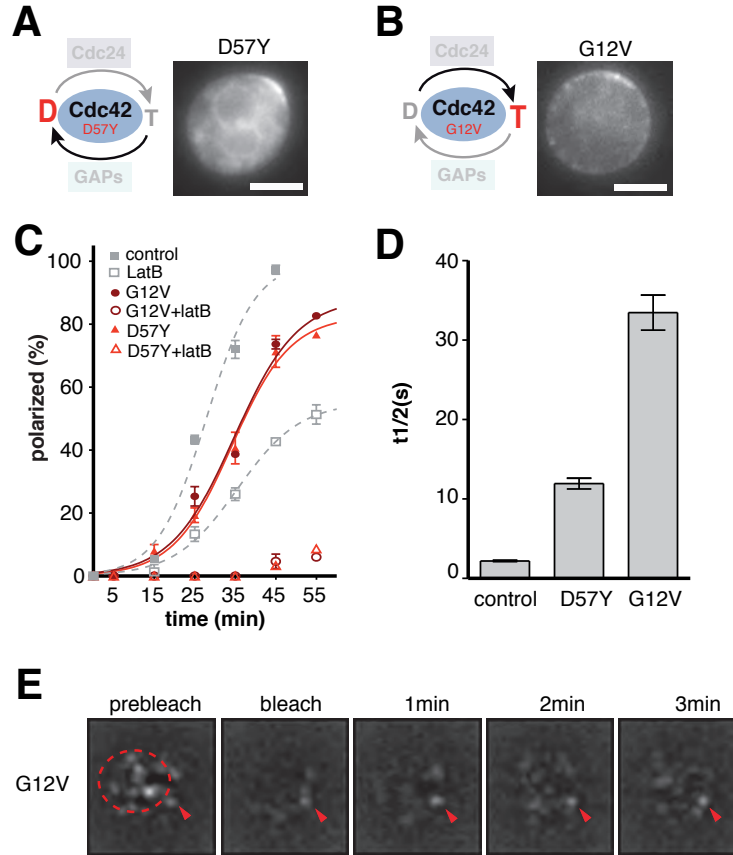 A
D57Y
Cdc24
D
Cdc42
T
D57Y
GAPs
B
G12V
Cdc24
D
Cdc42
T
G12V
GAPs
C
100
80
60
40
20
0
polarized (%)
control
LatB
G12V
G12V+latB
D57Y
D57Y+latB
5 15 25 35 45 55
time (min)
D
40
30
20
10
0
t1/2(s)
control D57Y G12V
E
prebleach bleach 1min 2min 3min
G12V